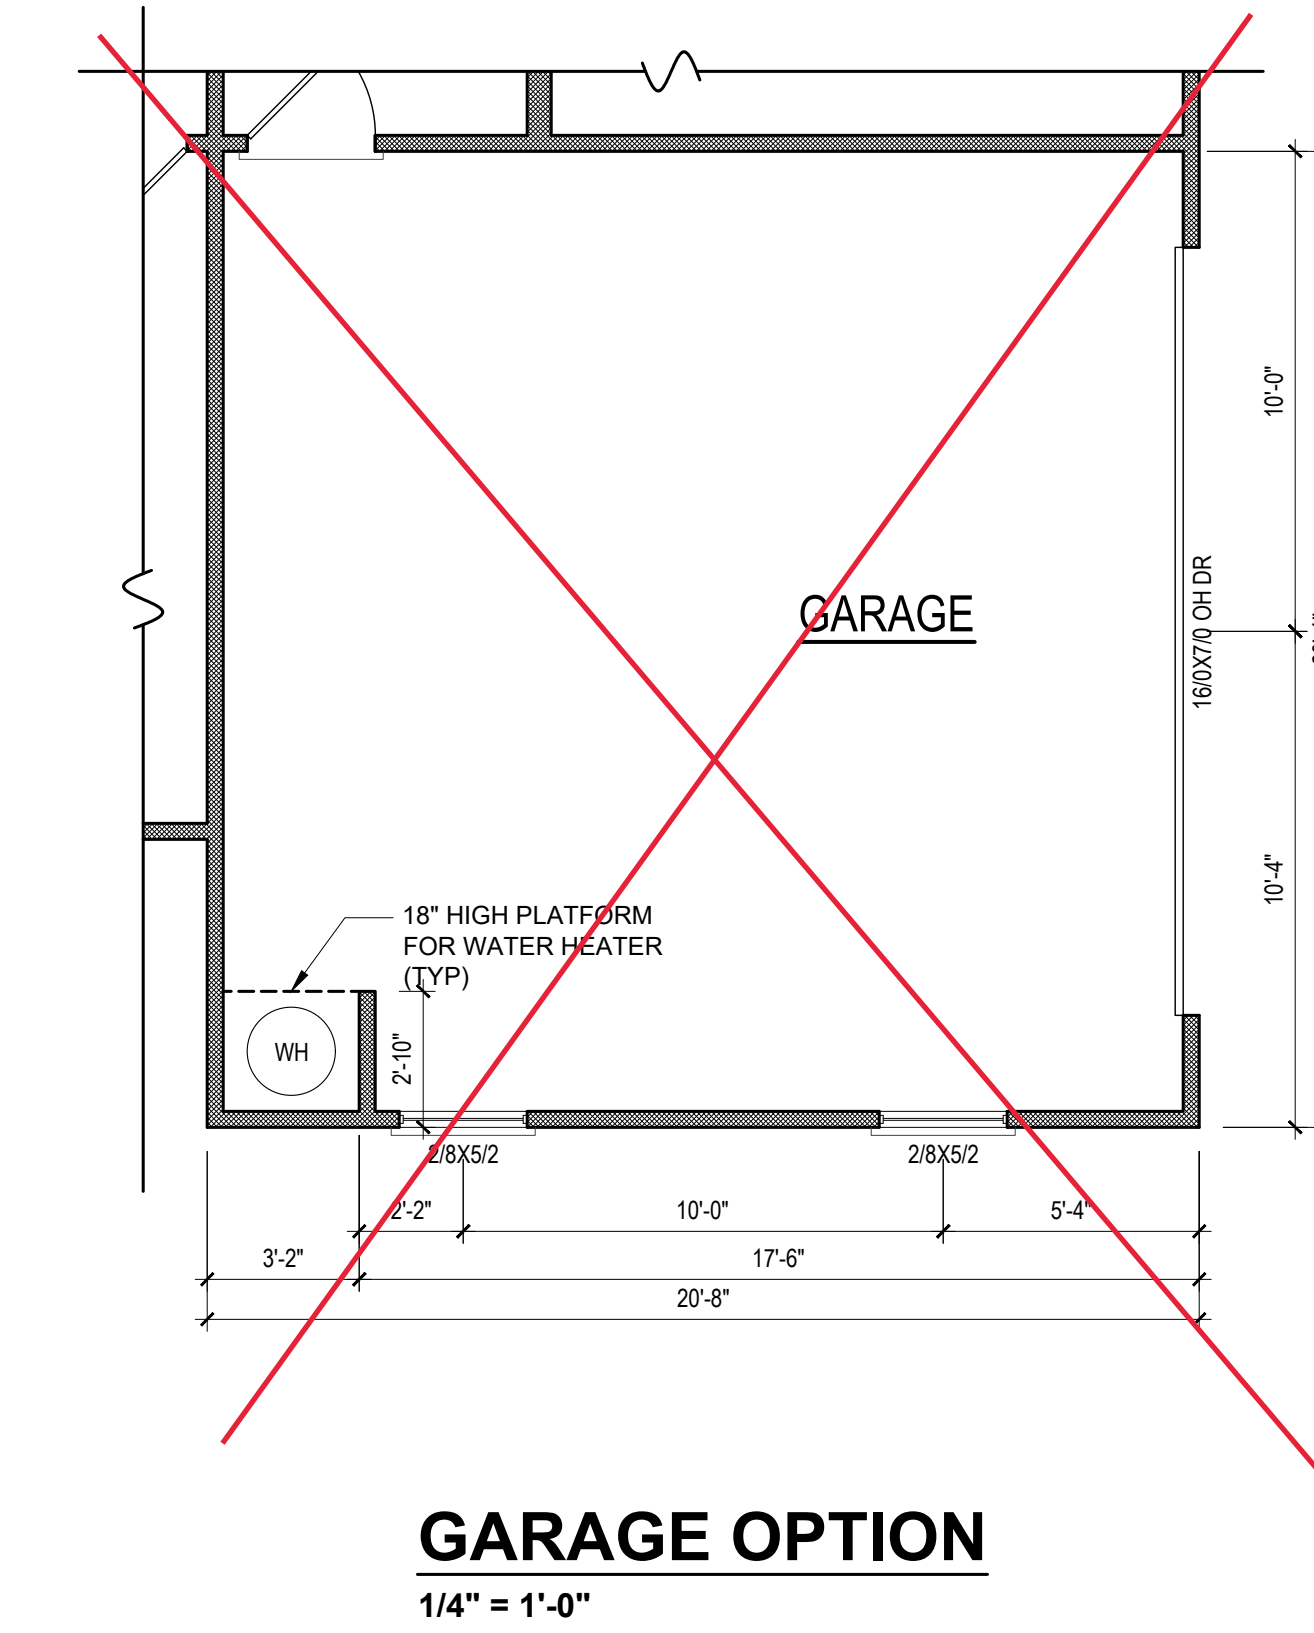 10'-0"
16/0X7/0 OH DR
GARAGE
10'-4"
18" HIGH PLATFORM
FOR WATER HEATER
(TYP)
WH
2'-10"
2/8X5/2
2/8X5/2
2'-2"
10'-0"
5'-4"
3'-2"
17'-6"
20'-8"
GARAGE OPTION
1/4" = 1'-0"